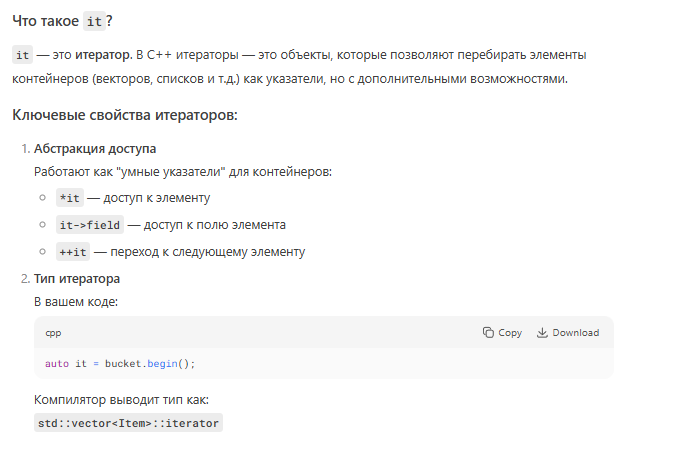 Что такое it?
it — это итератор. В C++ итераторы — это объекты, которые позволяют перебирать элементы
контейнеров (векторов, списков и т.д.) как указатели, но с дополнительными возможностями.
Ключевые свойства итераторов:
1. Абстракция доступа
Работают как "умные указатели" для контейнеров:
*it — доступ к элементу
it->field — доступ к полю элемента
++it — переход к следующему элементу
2. Тип итератора
В вашем коде:
cpp Copy Download
auto it = bucket.begin();
Компилятор выводит тип как:
std::vector<Item>::iterator